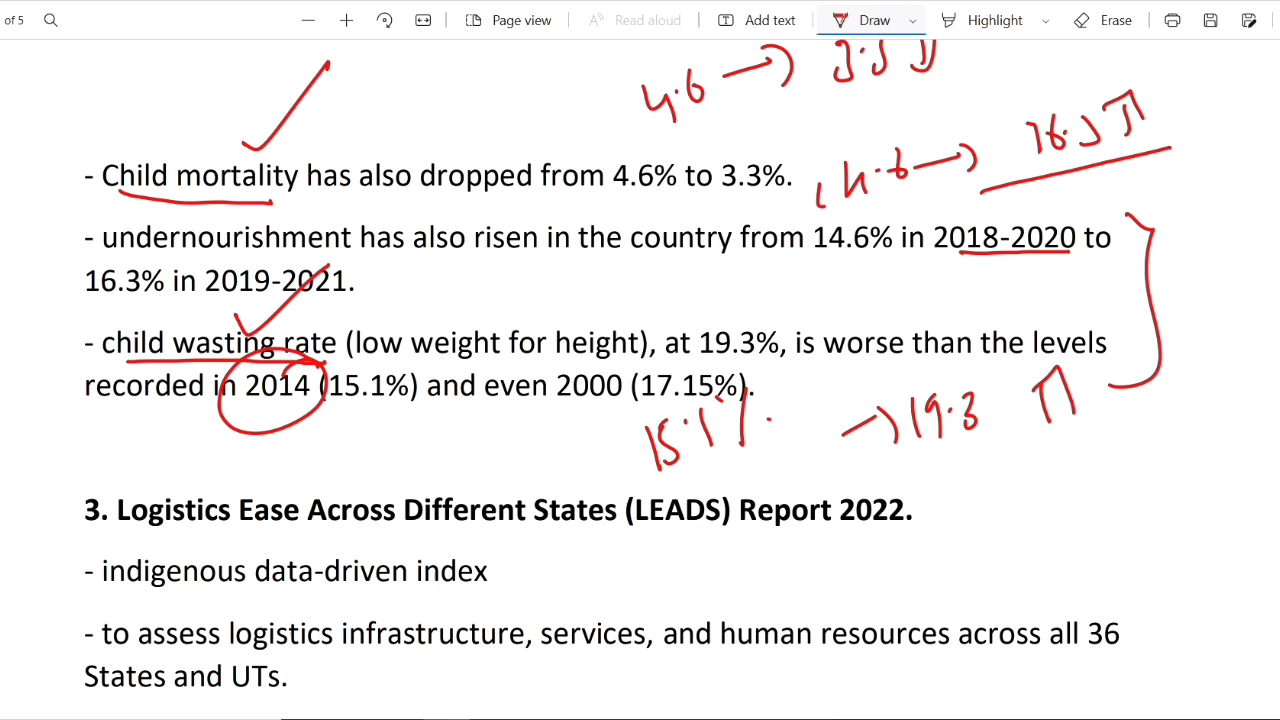 of 5
Page view
Read aloud
Add text
Draw
Highlight
Erase
4.6 → 3.3
- Child mortality has also dropped from 4.6% to 3.3%.
14.6 → 16.3
- undernourishment has also risen in the country from 14.6% in 2018-2020 to
16.3% in 2019-2021.
- child wasting rate (low weight for height), at 19.3%, is worse than the levels
recorded in 2014 (15.1%) and even 2000 (17.15%).
15.1% → 19.3
3. Logistics Ease Across Different States (LEADS) Report 2022.
- indigenous data-driven index
- to assess logistics infrastructure, services, and human resources across all 36
States and UTs.